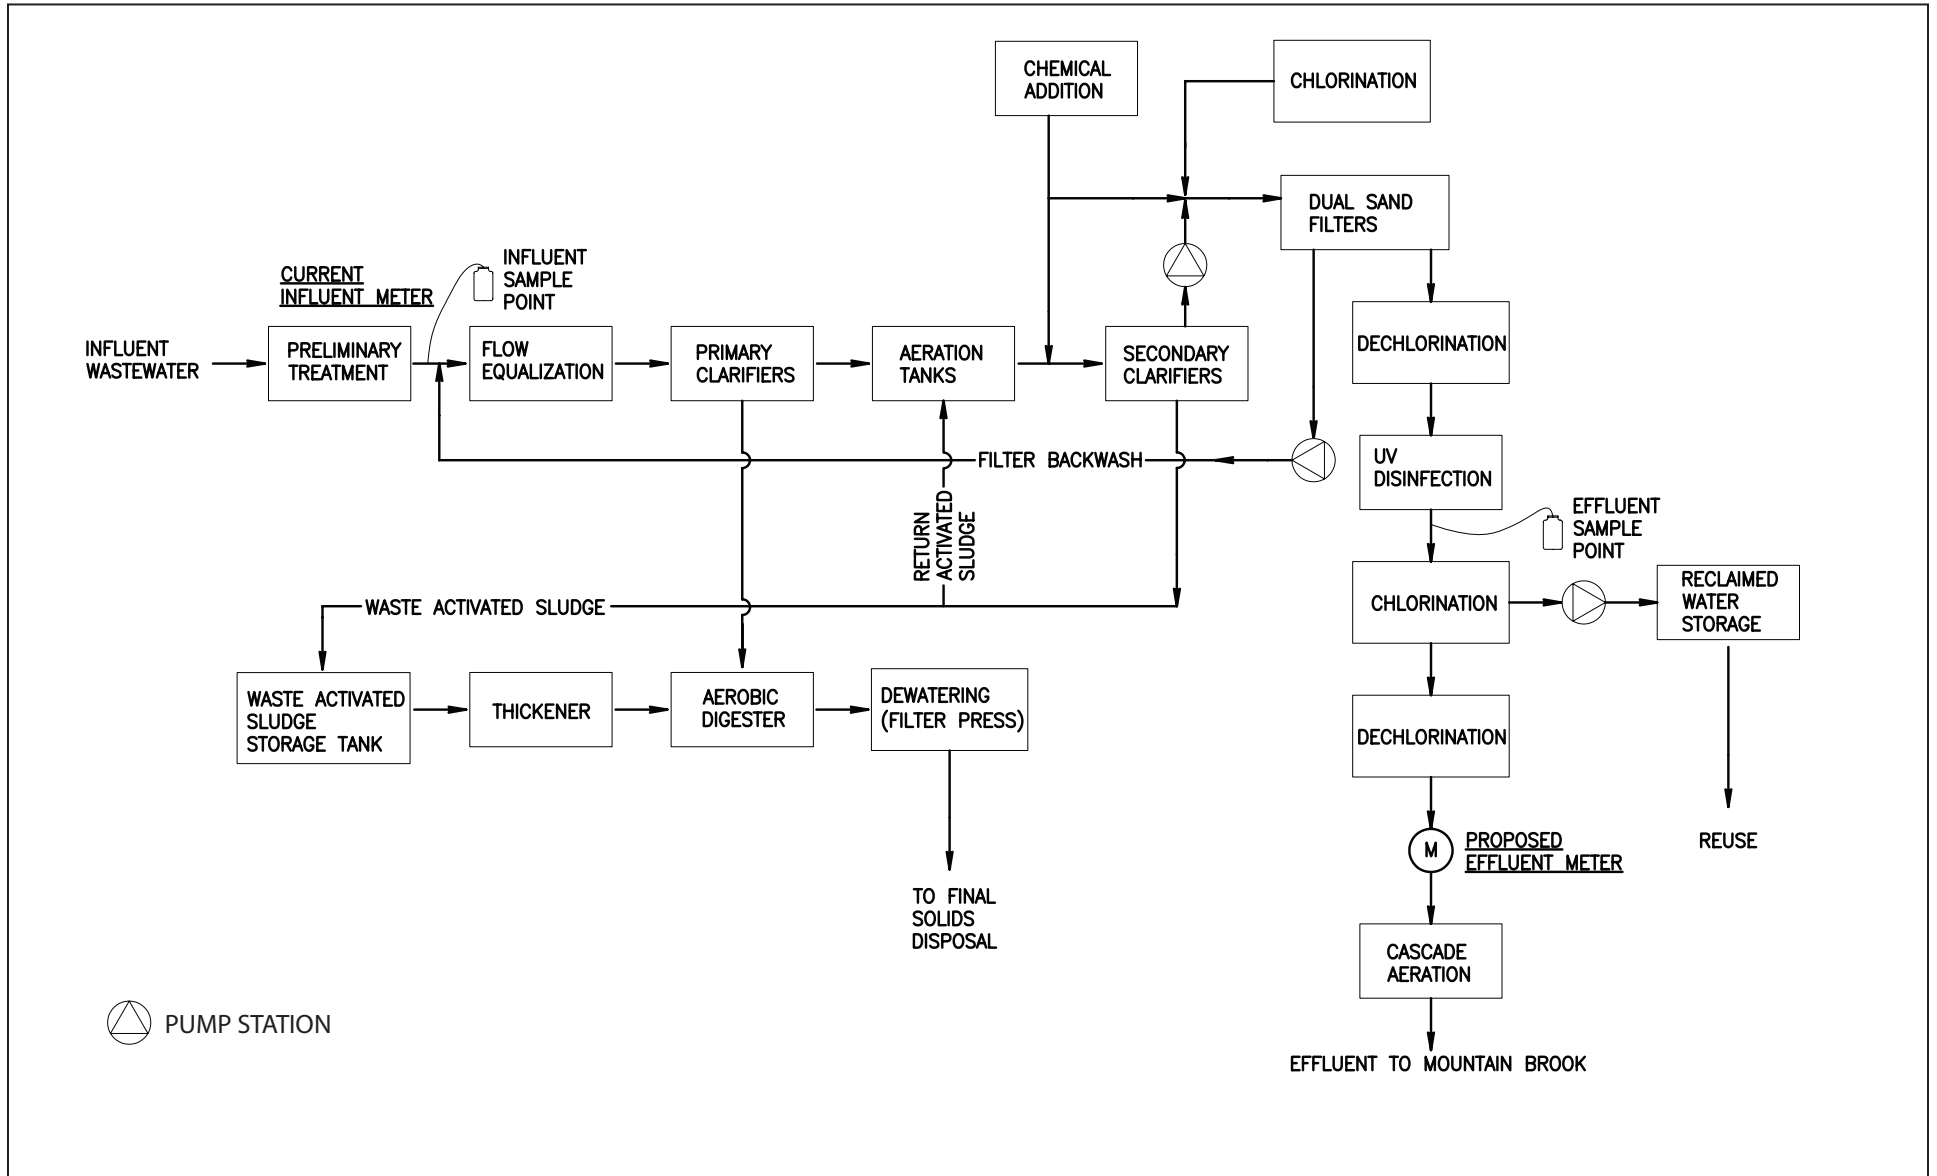 CHEMICAL
ADDITION
CHLORINATION
DUAL SAND
FILTERS
CURRENT
INFLUENT METER
INFLUENT
SAMPLE
POINT
INFLUENT
WASTEWATER
PRELIMINARY
TREATMENT
FLOW
EQUALIZATION
PRIMARY
CLARIFIERS
AERATION
TANKS
SECONDARY
CLARIFIERS
DECHLORINATION
FILTER BACKWASH
UV
DISINFECTION
RETURN
ACTIVATED
SLUDGE
EFFLUENT
SAMPLE
POINT
WASTE ACTIVATED SLUDGE
CHLORINATION
RECLAIMED
WATER
STORAGE
WASTE ACTIVATED
SLUDGE
STORAGE TANK
THICKENER
AEROBIC
DIGESTER
DEWATERING
(FILTER PRESS)
DECHLORINATION
M
PROPOSED
EFFLUENT METER
REUSE
TO FINAL
SOLIDS
DISPOSAL
CASCADE
AERATION
PUMP STATION
EFFLUENT TO MOUNTAIN BROOK